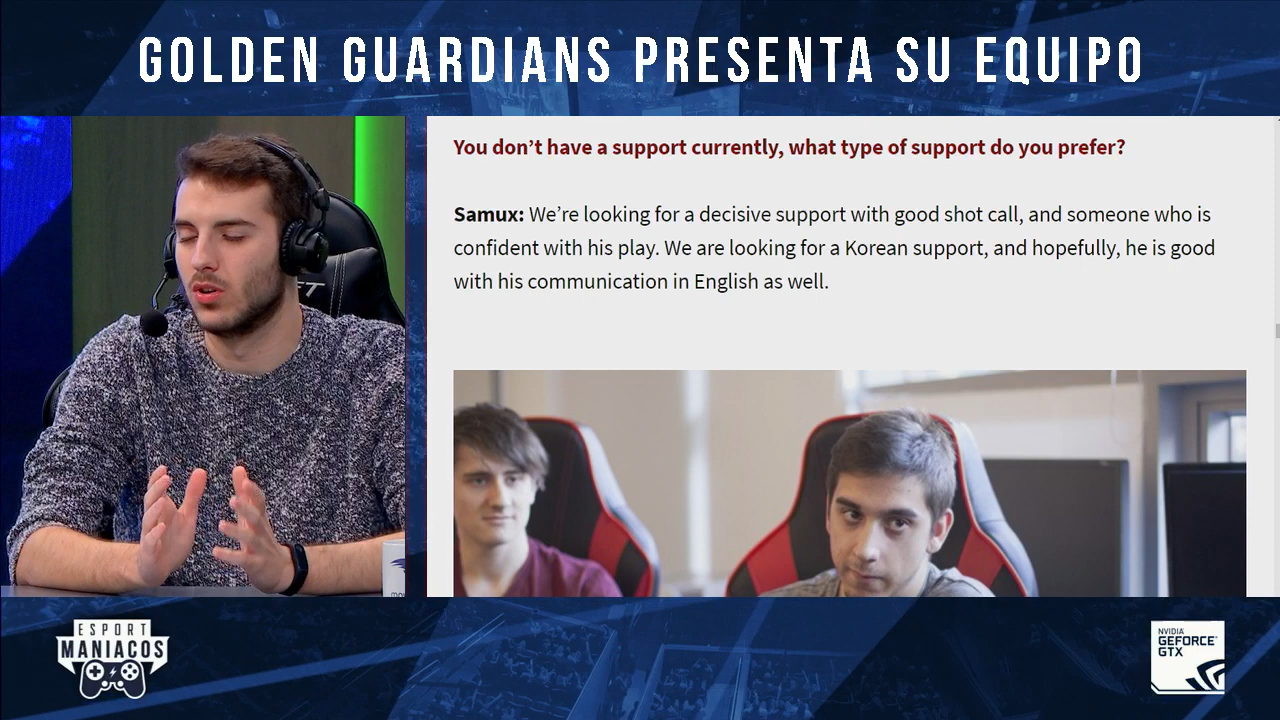 GOLDEN GUARDIANS PRESENTA SU EQUIPO
You don’t have a support currently, what type of support do you prefer?
Samux: We’re looking for a decisive support with good shot call, and someone who is
confident with his play. We are looking for a Korean support, and hopefully, he is good
with his communication in English as well.
ESPORT
MANIACOS
NVIDIA
GEFORCE
GTX